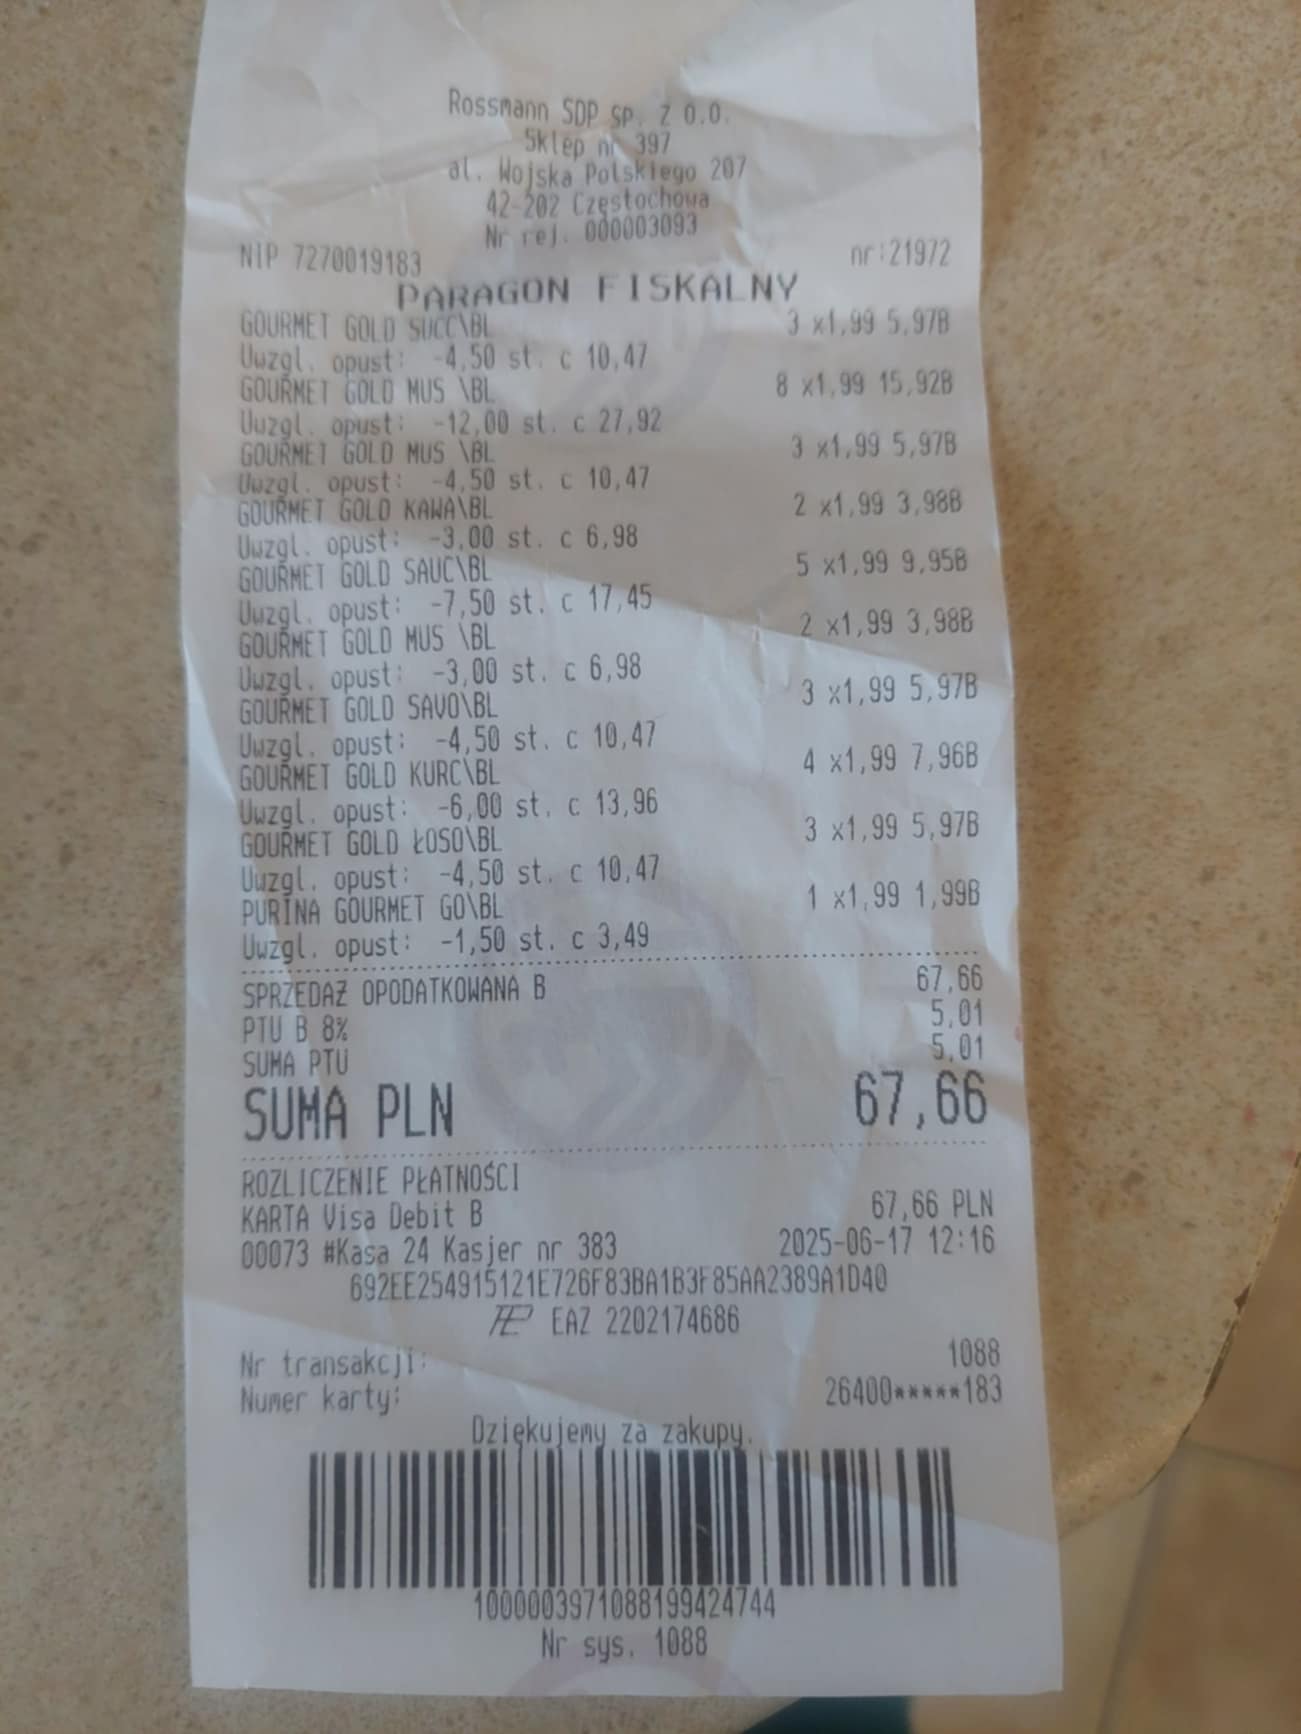 Rossmann SDP sp. z o.o.
Sklep nr 397
al. Wojska Polskiego 207
42-202 Częstochowa
Nr rej. 000003093
NIP 7270019183 nr:21972
PARAGON FISKALNY
GOURMET GOLD SUCC\BL 3 x1,99 5,97B
Uwzgl. opust: -4,50 st. c 10,47
GOURMET GOLD MUS \BL 8 x1,99 15,92B
Uwzgl. opust: -12,00 st. c 27,92
GOURMET GOLD MUS \BL 3 x1,99 5,97B
Uwzgl. opust: -4,50 st. c 10,47
GOURMET GOLD KAWA\BL 2 x1,99 3,98B
Uwzgl. opust: -3,00 st. c 6,98
GOURMET GOLD SAUC\BL 5 x1,99 9,95B
Uwzgl. opust: -7,50 st. c 17,45
GOURMET GOLD MUS \BL 2 x1,99 3,98B
Uwzgl. opust: -3,00 st. c 6,98
GOURMET GOLD SAVO\BL 3 x1,99 5,97B
Uwzgl. opust: -4,50 st. c 10,47
GOURMET GOLD KURC\BL 4 x1,99 7,96B
Uwzgl. opust: -6,00 st. c 13,96
GOURMET GOLD ŁOSO\BL 3 x1,99 5,97B
Uwzgl. opust: -4,50 st. c 10,47
PURINA GOURMET GO\BL 1 x1,99 1,99B
Uwzgl. opust: -1,50 st. c 3,49
SPRZEDAŻ OPODATKOWANA B 67,66
PTU B 8% 5,01
SUMA PTU 5,01
SUMA PLN 67,66
ROZLICZENIE PŁATNOŚCI
KARTA Visa Debit B 67,66 PLN
00073 #Kasa 24 Kasjer nr 383 2025-06-17 12:16
692EE254915121E726F83BA1B3F85AA2389A1D40
EAZ 2202174686
Nr transakcji: 1088
Numer karty: 26400*****183
Dziękujemy za zakupy.
1000003971088199424744
Nr sys. 1088